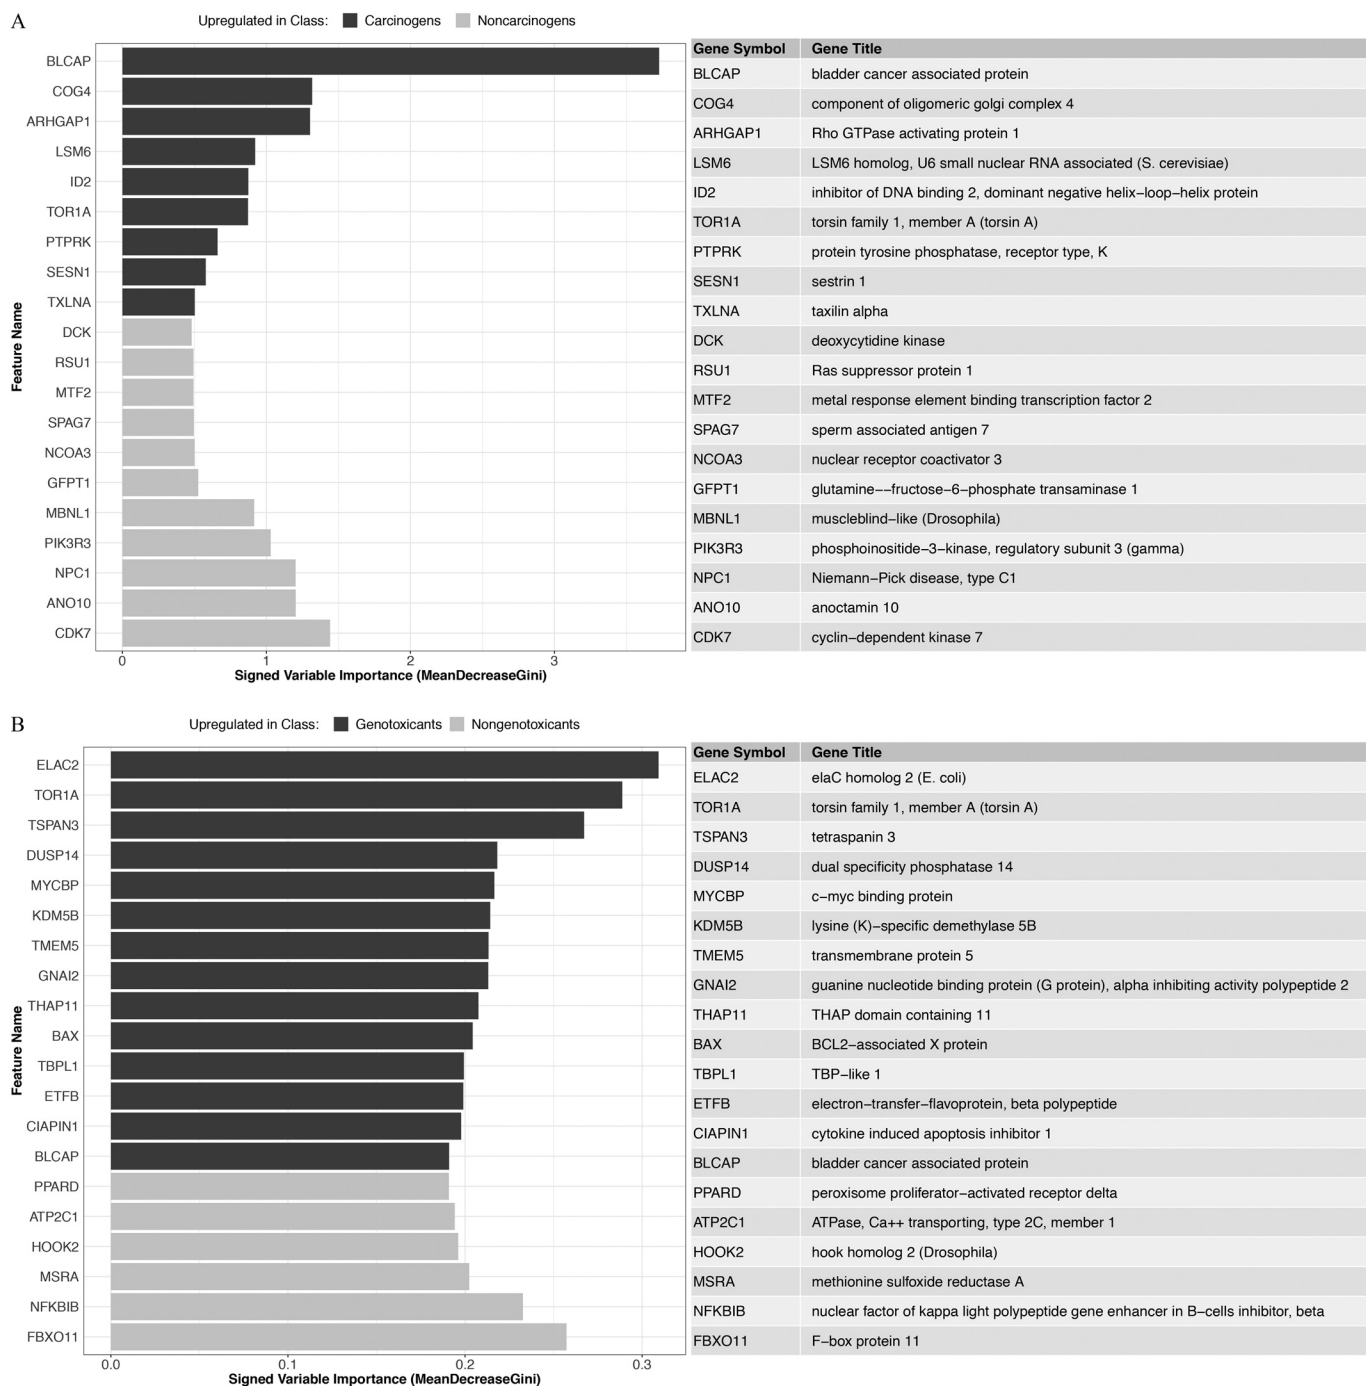 A
Upregulated in Class: Carcinogens Noncarcinogens
Feature Name
BLCAP
COG4
ARHGAP1
LSM6
ID2
TOR1A
PTPRK
SESN1
TXLNA
DCK
RSU1
MTF2
SPAG7
NCOA3
GFPT1
MBNL1
PIK3R3
NPC1
ANO10
CDK7
0 1 2 3
Signed Variable Importance (MeanDecreaseGini)
Gene Symbol Gene Title
BLCAP bladder cancer associated protein
COG4 component of oligomeric golgi complex 4
ARHGAP1 Rho GTPase activating protein 1
LSM6 LSM6 homolog, U6 small nuclear RNA associated (S. cerevisiae)
ID2 inhibitor of DNA binding 2, dominant negative helix−loop−helix protein
TOR1A torsin family 1, member A (torsin A)
PTPRK protein tyrosine phosphatase, receptor type, K
SESN1 sestrin 1
TXLNA taxilin alpha
DCK deoxycytidine kinase
RSU1 Ras suppressor protein 1
MTF2 metal response element binding transcription factor 2
SPAG7 sperm associated antigen 7
NCOA3 nuclear receptor coactivator 3
GFPT1 glutamine−−fructose−6−phosphate transaminase 1
MBNL1 muscleblind−like (Drosophila)
PIK3R3 phosphoinositide−3−kinase, regulatory subunit 3 (gamma)
NPC1 Niemann−Pick disease, type C1
ANO10 anoctamin 10
CDK7 cyclin−dependent kinase 7
B
Upregulated in Class: Genotoxicants Nongenotoxicants
Feature Name
ELAC2
TOR1A
TSPAN3
DUSP14
MYCBP
KDM5B
TMEM5
GNAI2
THAP11
BAX
TBPL1
ETFB
CIAPIN1
BLCAP
PPARD
ATP2C1
HOOK2
MSRA
NFKBIB
FBXO11
0.0 0.1 0.2 0.3
Signed Variable Importance (MeanDecreaseGini)
Gene Symbol Gene Title
ELAC2 elaC homolog 2 (E. coli)
TOR1A torsin family 1, member A (torsin A)
TSPAN3 tetraspanin 3
DUSP14 dual specificity phosphatase 14
MYCBP c−myc binding protein
KDM5B lysine (K)−specific demethylase 5B
TMEM5 transmembrane protein 5
GNAI2 guanine nucleotide binding protein (G protein), alpha inhibiting activity polypeptide 2
THAP11 THAP domain containing 11
BAX BCL2−associated X protein
TBPL1 TBP−like 1
ETFB electron−transfer−flavoprotein, beta polypeptide
CIAPIN1 cytokine induced apoptosis inhibitor 1
BLCAP bladder cancer associated protein
PPARD peroxisome proliferator−activated receptor delta
ATP2C1 ATPase, Ca++ transporting, type 2C, member 1
HOOK2 hook homolog 2 (Drosophila)
MSRA methionine sulfoxide reductase A
NFKBIB nuclear factor of kappa light polypeptide gene enhancer in B−cells inhibitor, beta
FBXO11 F−box protein 11